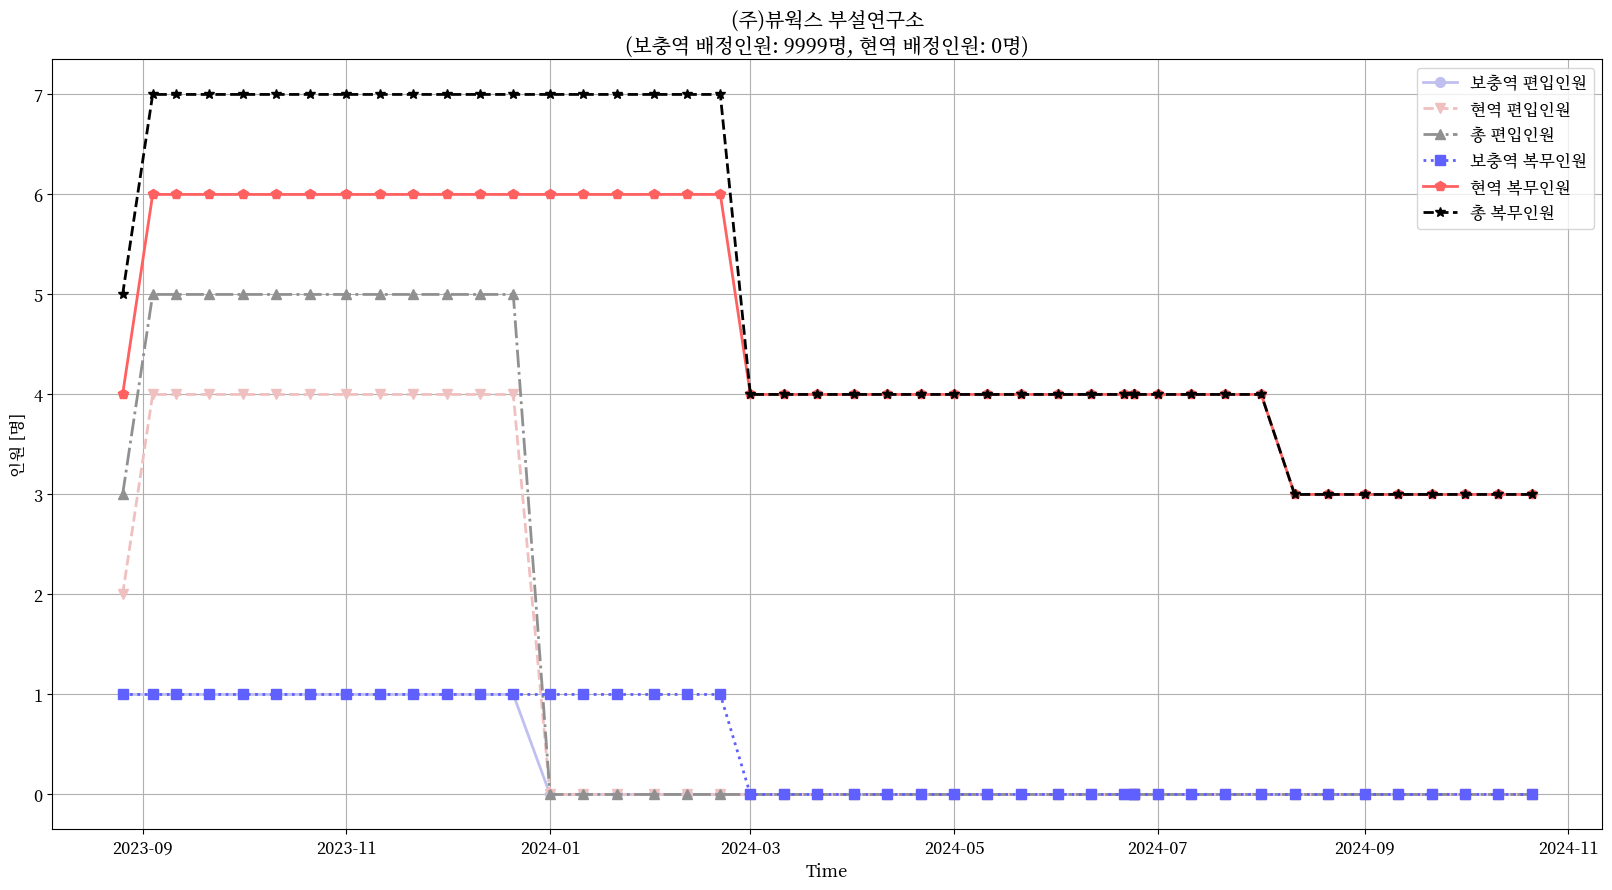 (주)뷰웍스 부설연구소
(보충역 배정인원: 9999명, 현역 배정인원: 0명)
보충역 편입인원
현역 편입인원
총 편입인원
보충역 복무인원
현역 복무인원
총 복무인원
인원 [명]
7
6
5
4
3
2
1
0
2023-09 2023-11 2024-01 2024-03 2024-05 2024-07 2024-09 2024-11
Time